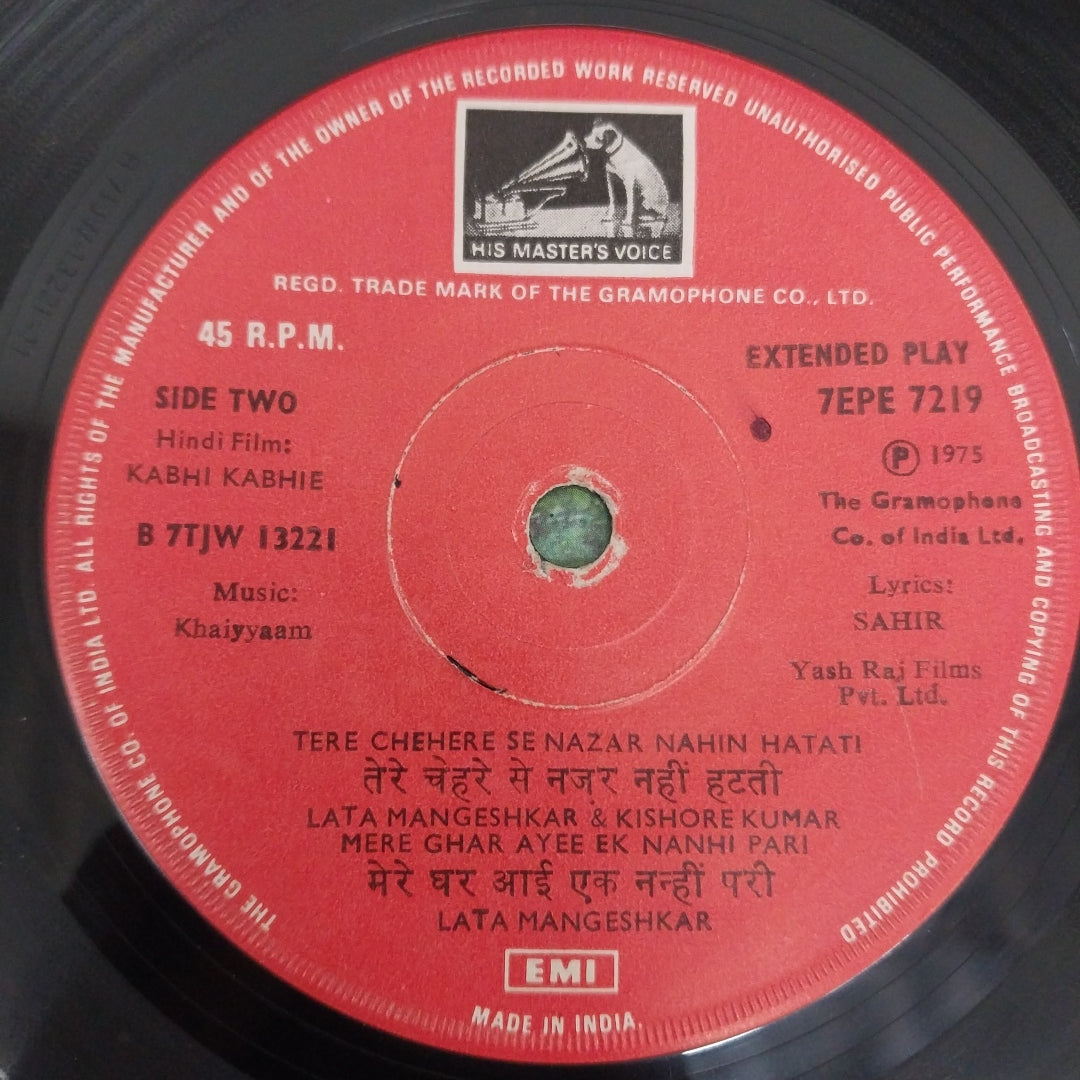 THE GRAMOPHONE CO. OF INDIA LTD. ALL RIGHTS OF THE MANUFACTURER AND OF THE OWNER OF THE RECORDED WORK RESERVED UNAUTHORISED PUBLIC PERFORMANCE BROADCASTING AND COPYING OF THIS RECORD PROHIBITED
HIS MASTER'S VOICE
REGD. TRADE MARK OF THE GRAMOPHONE CO., LTD.
45 R.P.M.
SIDE TWO
Hindi Film:
KABHI KABHIE
B 7TJW 13221
Music:
Khaiyyaam
EXTENDED PLAY
7EPE 7219
℗ 1975
The Gramophone
Co. of India Ltd.
Lyrics:
SAHIR
Yash Raj Films
Pvt. Ltd.
TERE CHEHERE SE NAZAR NAHIN HATATI
तेरे चेहरे से नज़र नहीं हटती
LATA MANGESHKAR & KISHORE KUMAR
MERE GHAR AYEE EK NANHI PARI
मेरे घर आई एक नन्हीं परी
LATA MANGESHKAR
EMI
MADE IN INDIA.